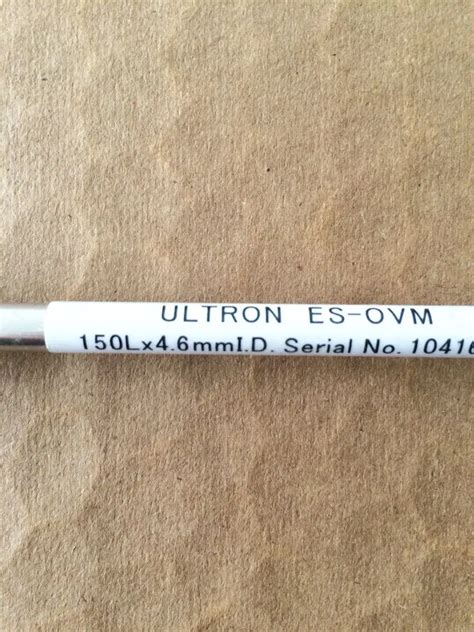 ULTRON ES-OVM
150Lx4.6mmI.D. Serial No.